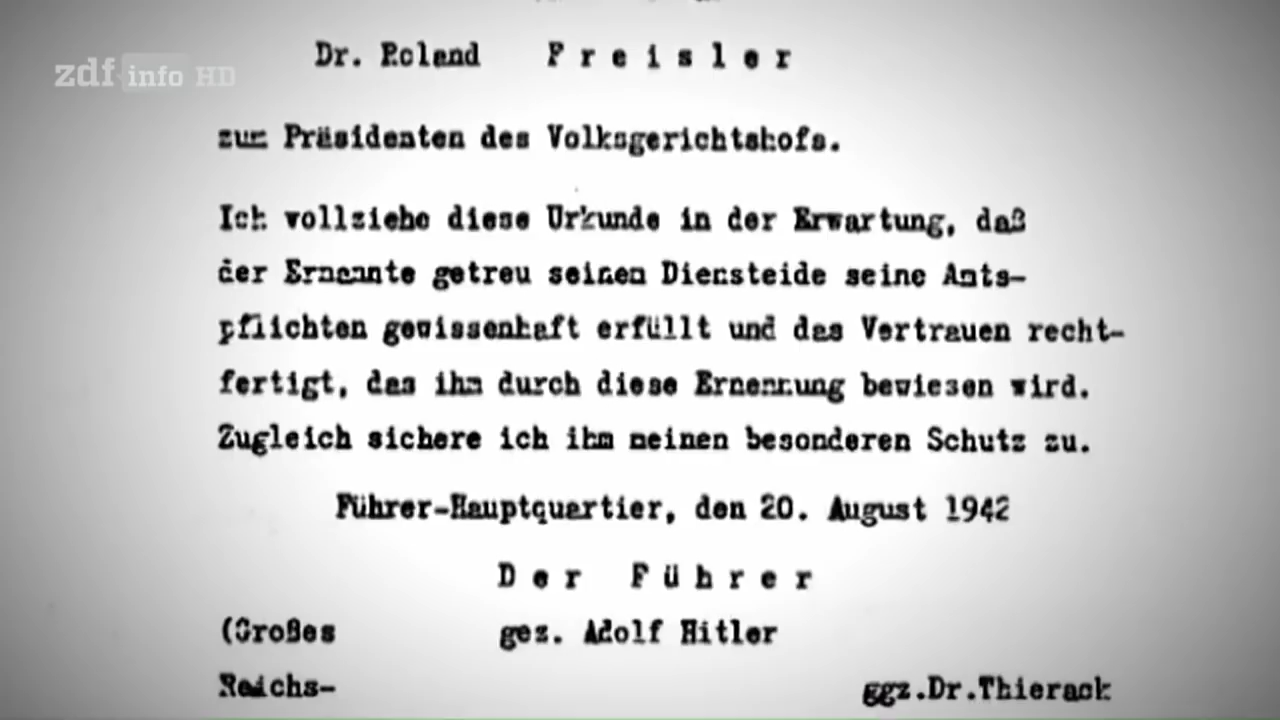 zdf info HD
Dr. Roland F r e i s l e r
zum Präsidenten des Volksgerichtshofs.
Ich vollziehe diese Urkunde in der Erwartung, daß
der Ernannte getreu seinem Diensteide seine Amts-
pflichten gewissenhaft erfüllt und das Vertrauen recht-
fertigt, das ihm durch diese Ernennung bewiesen wird.
Zugleich sichere ich ihm meinen besonderen Schutz zu.
Führer-Hauptquartier, den 20. August 1942
D e r F ü h r e r
(Großes gez. Adolf Hitler
Reichs- ggz.Dr.Thierack